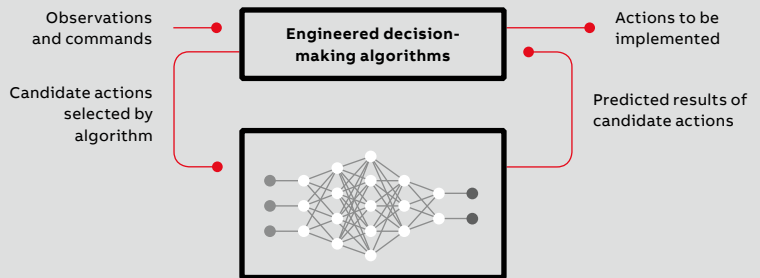 Observations
and commands
Engineered decision-
making algorithms
Actions to be
implemented
Candidate actions
selected by
algorithm
Predicted results of
candidate actions